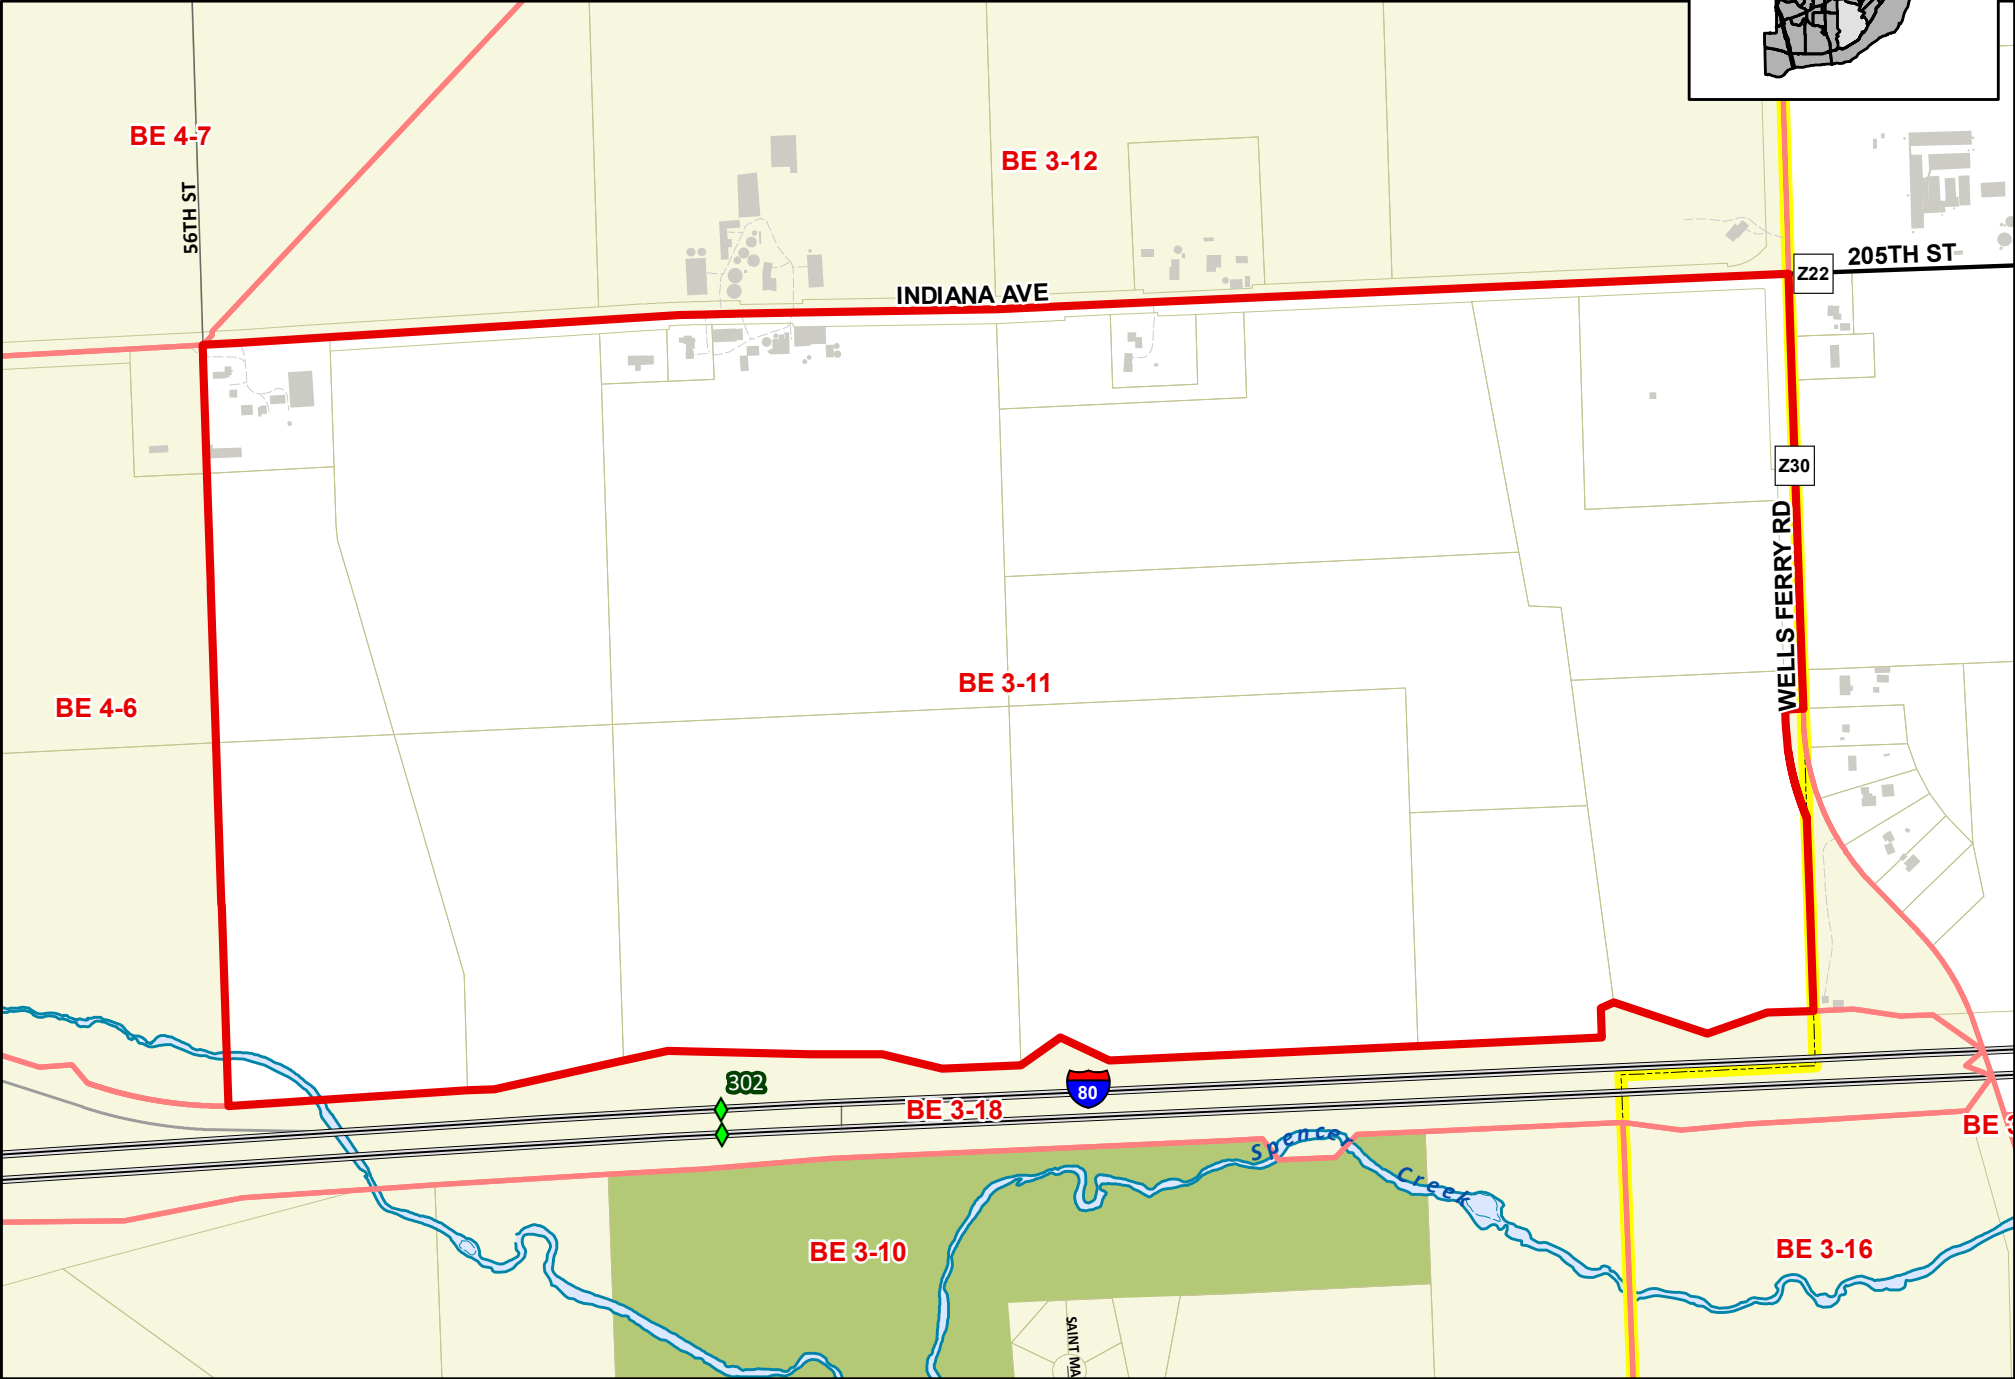 BE 4-7
BE 3-12
56TH ST
205TH ST
Z22
INDIANA AVE
Z30
WELLS FERRY RD
BE 3-11
BE 4-6
302
80
BE 3-18
BE 3
Spencer
Creek
BE 3-10
BE 3-16
SAINT MA